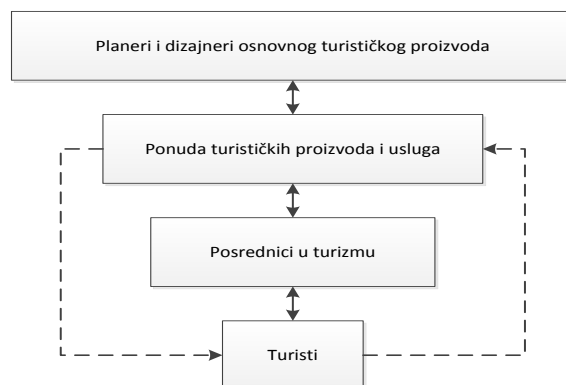 Planeri i dizajneri osnovnog turističkog proizvoda
Ponuda turističkih proizvoda i usluga
Posrednici u turizmu
Turisti